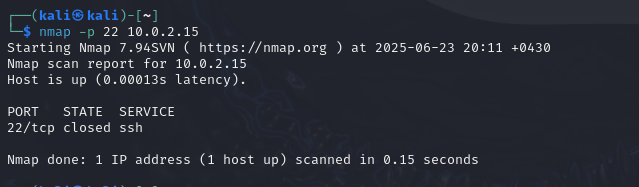 ┌──(kali㉿kali)-[~]
└─$ nmap -p 22 10.0.2.15
Starting Nmap 7.94SVN ( https://nmap.org ) at 2025-06-23 20:11 +0430
Nmap scan report for 10.0.2.15
Host is up (0.00013s latency).
PORT   STATE  SERVICE
22/tcp closed ssh
Nmap done: 1 IP address (1 host up) scanned in 0.15 seconds